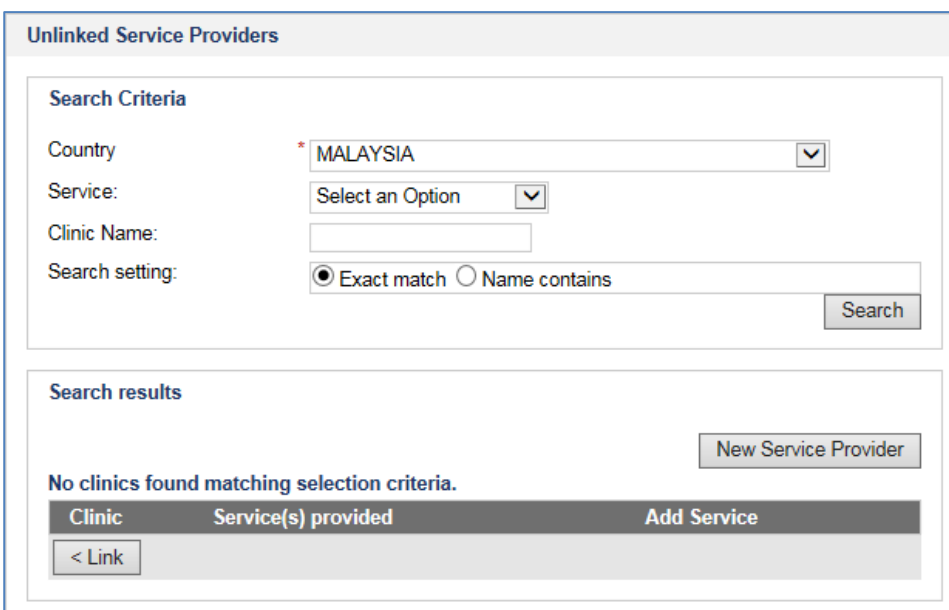 Unlinked Service Providers
Search Criteria
Country * MALAYSIA
Service: Select an Option
Clinic Name:
Search setting: Exact match Name contains
Search
Search results
New Service Provider
No clinics found matching selection criteria.
Clinic Service(s) provided Add Service
< Link